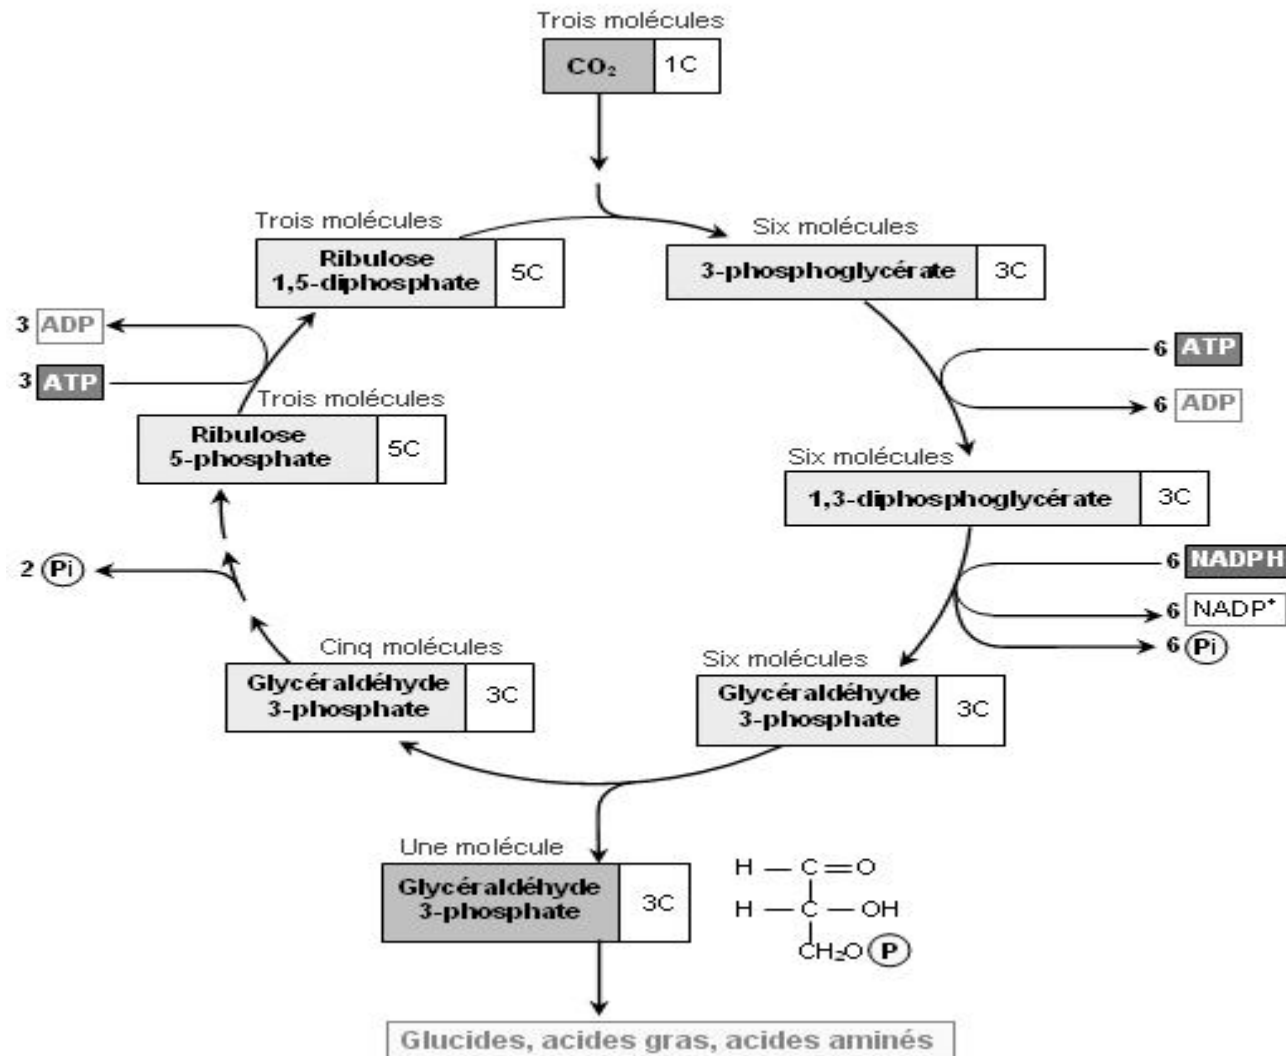 Trois molécules
CO₂ 1C
Trois molécules
Ribulose
1,5-diphosphate
5C
Six molécules
3-phosphoglycérate 3C
3 ADP
3 ATP
6 ATP
6 ADP
Trois molécules
Ribulose
5-phosphate
5C
Six molécules
1,3-diphosphoglycérate 3C
2 Pi
6 NADPH
6 NADP⁺
6 Pi
Cinq molécules
Glycéraldéhyde
3-phosphate
3C
Six molécules
Glycéraldéhyde
3-phosphate
3C
Une molécule
Glycéraldéhyde
3-phosphate
3C
H — C = O
H — C — OH
CH₂O P
Glucides, acides gras, acides aminés